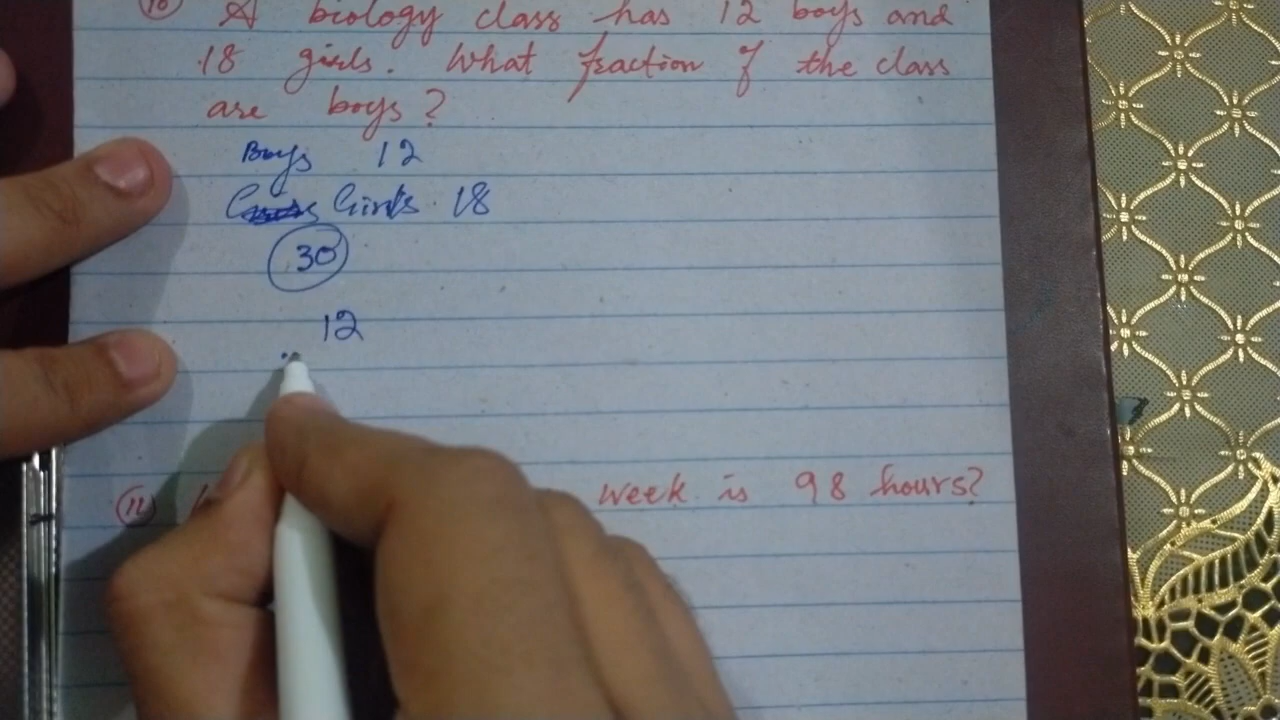 10 A biology class has 12 boys and
18 girls. What fraction of the class
are boys?
Boys 12
Girls 18
30
12
week is 98 hours?